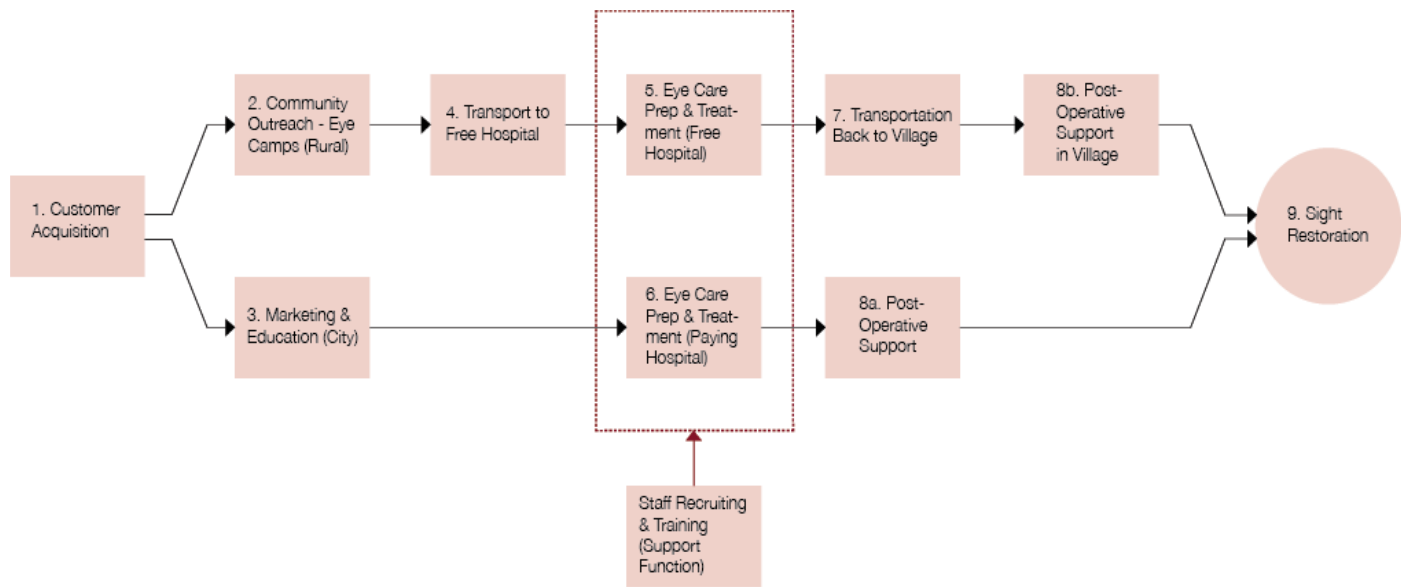 1. Customer
Acquisition
2. Community
Outreach - Eye
Camps (Rural)
4. Transport to
Free Hospital
5. Eye Care
Prep & Treat-
ment (Free
Hospital)
7. Transportation
Back to Village
8b. Post-
Operative
Support
in Village
3. Marketing &
Education (City)
6. Eye Care
Prep & Treat-
ment (Paying
Hospital)
8a. Post-
Operative
Support
9. Sight
Restoration
Staff Recruiting
& Training
(Support
Function)